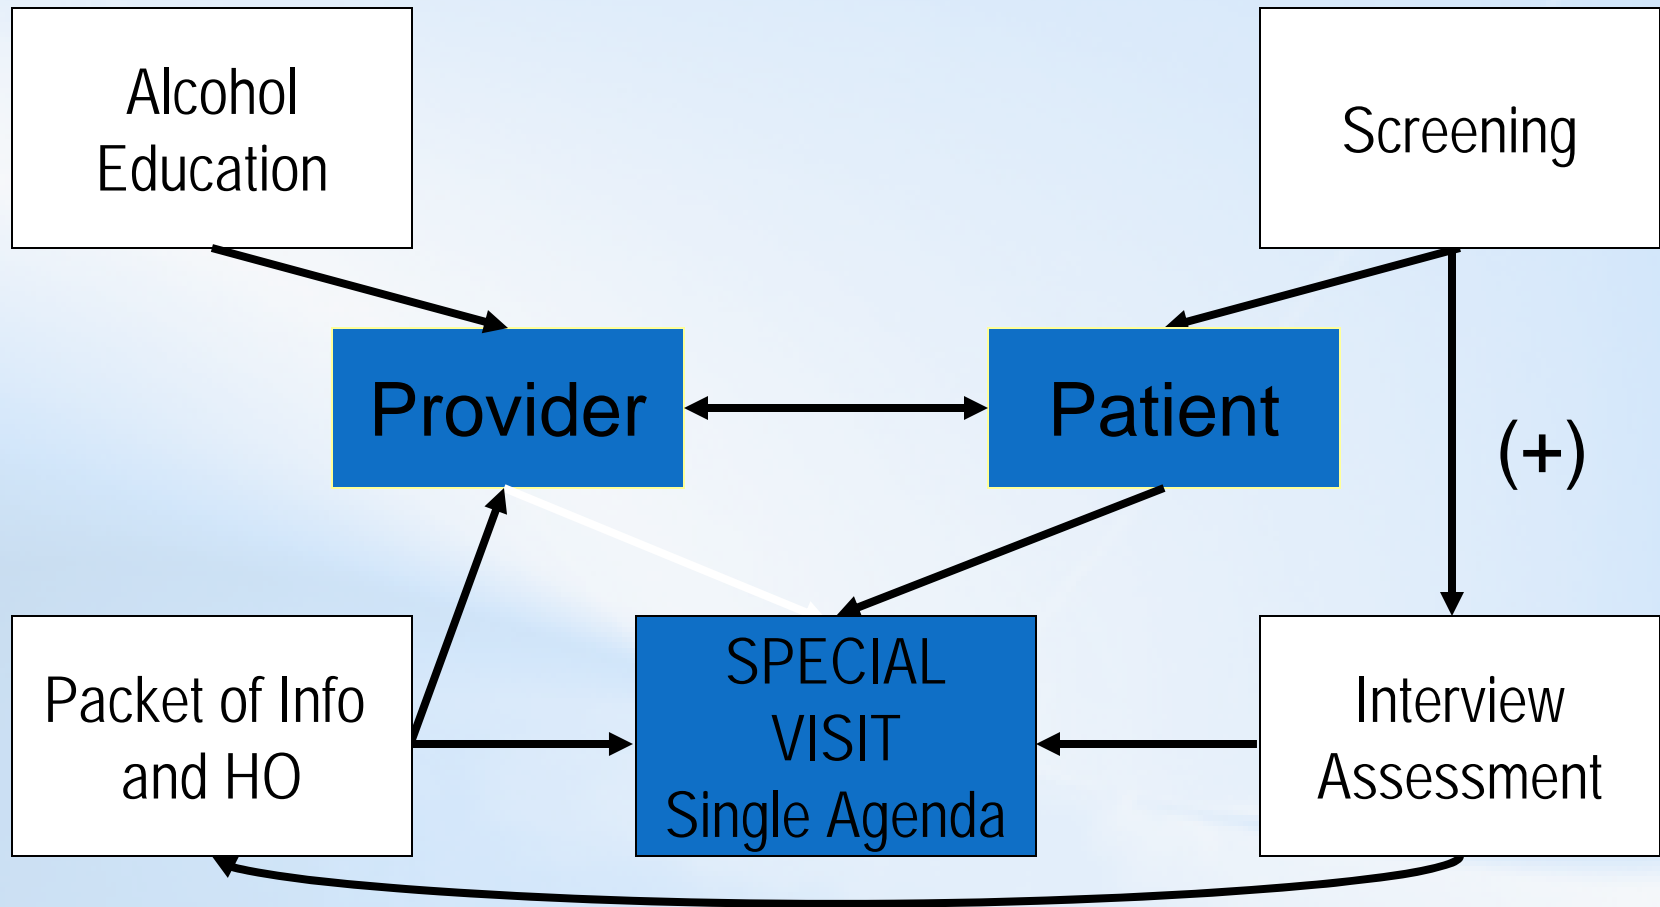 Alcohol
Education
Screening
Provider
Patient
(+)
Packet of Info
and HO
SPECIAL
VISIT
Single Agenda
Interview
Assessment